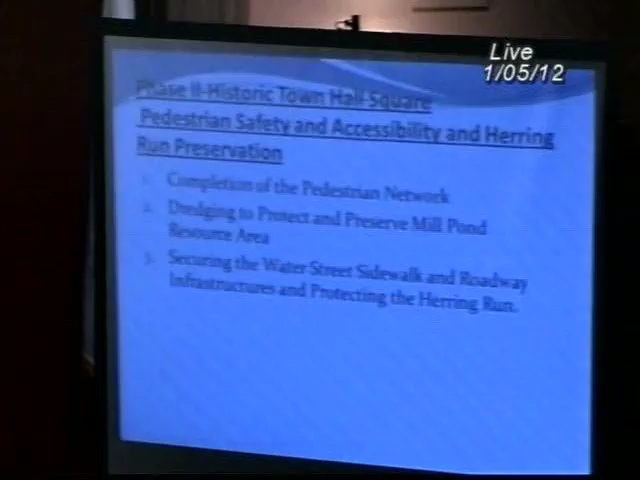 Live
1/05/12
Phase II-Historic Town Hall Square
Pedestrian Safety and Accessibility and Herring
Run Preservation
1. Completion of the Pedestrian Network
2. Dredging to Protect and Preserve Mill Pond
Resource Area
3. Securing the Water Street Sidewalk and Roadway
Infrastructures and Protecting the Herring Run.